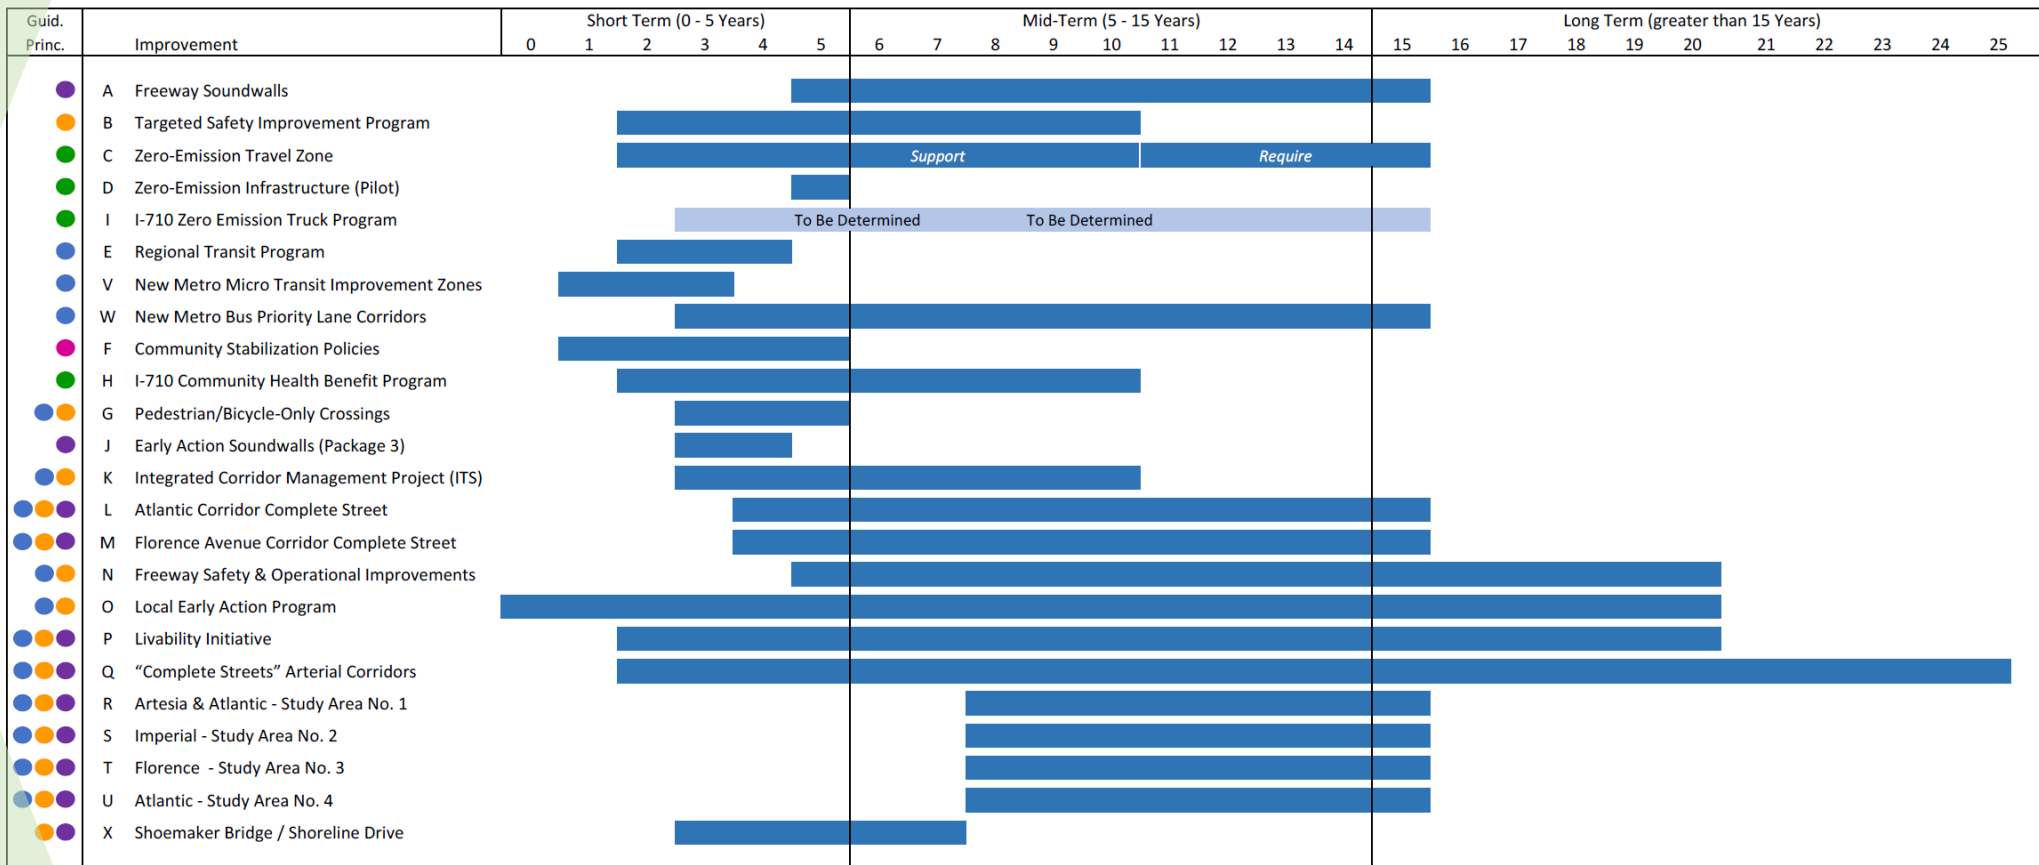 Guid. Short Term (0 - 5 Years) Mid-Term (5 - 15 Years) Long Term (greater than 15 Years)
Princ. Improvement 0 1 2 3 4 5 6 7 8 9 10 11 12 13 14 15 16 17 18 19 20 21 22 23 24 25
A Freeway Soundwalls
B Targeted Safety Improvement Program
C Zero-Emission Travel Zone Support Require
D Zero-Emission Infrastructure (Pilot)
I I-710 Zero Emission Truck Program To Be Determined To Be Determined
E Regional Transit Program
V New Metro Micro Transit Improvement Zones
W New Metro Bus Priority Lane Corridors
F Community Stabilization Policies
H I-710 Community Health Benefit Program
G Pedestrian/Bicycle-Only Crossings
J Early Action Soundwalls (Package 3)
K Integrated Corridor Management Project (ITS)
L Atlantic Corridor Complete Street
M Florence Avenue Corridor Complete Street
N Freeway Safety & Operational Improvements
O Local Early Action Program
P Livability Initiative
Q “Complete Streets” Arterial Corridors
R Artesia & Atlantic - Study Area No. 1
S Imperial - Study Area No. 2
T Florence - Study Area No. 3
U Atlantic - Study Area No. 4
X Shoemaker Bridge / Shoreline Drive